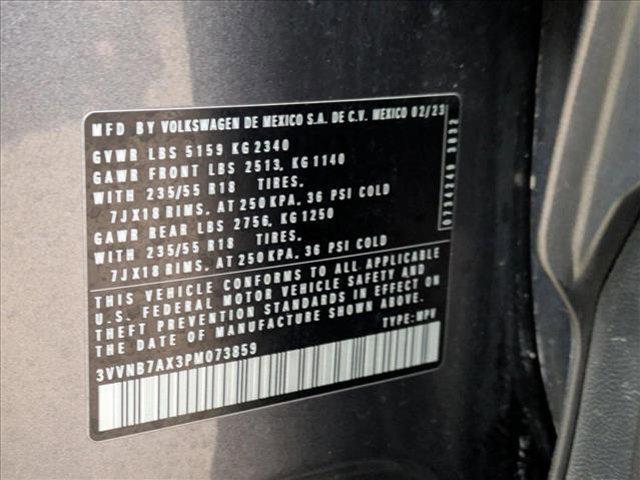 MFD BY VOLKSWAGEN DE MEXICO S.A. DE C.V. MEXICO 02/23
GVWR LBS 5159 KG 2340
GAWR FRONT LBS 2513, KG 1140
WITH 235/55 R18 TIRES.
7JX18 RIMS, AT 250 KPA, 36 PSI COLD
GAWR REAR LBS 2756, KG 1250
WITH 235/55 R18 TIRES.
7JX18 RIMS, AT 250 KPA, 36 PSI COLD
THIS VEHICLE CONFORMS TO ALL APPLICABLE
U.S. FEDERAL MOTOR VEHICLE SAFETY AND
THEFT PREVENTION STANDARDS IN EFFECT ON
THE DATE OF MANUFACTURE SHOWN ABOVE.
TYPE: MPV
3VVNB7AX3PM073859